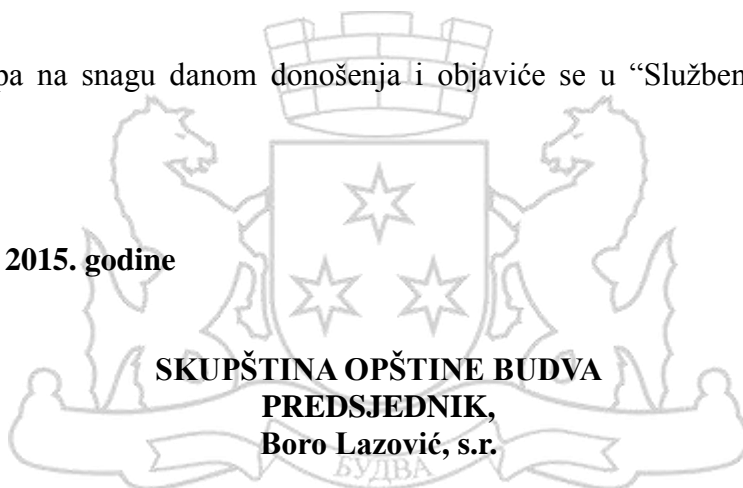 pa na snagu danom donošenja i objaviće se u “Služben
2015. godine
SKUPŠTINA OPŠTINE BUDVA
PREDSJEDNIK,
Boro Lazović, s.r.
БУДВА